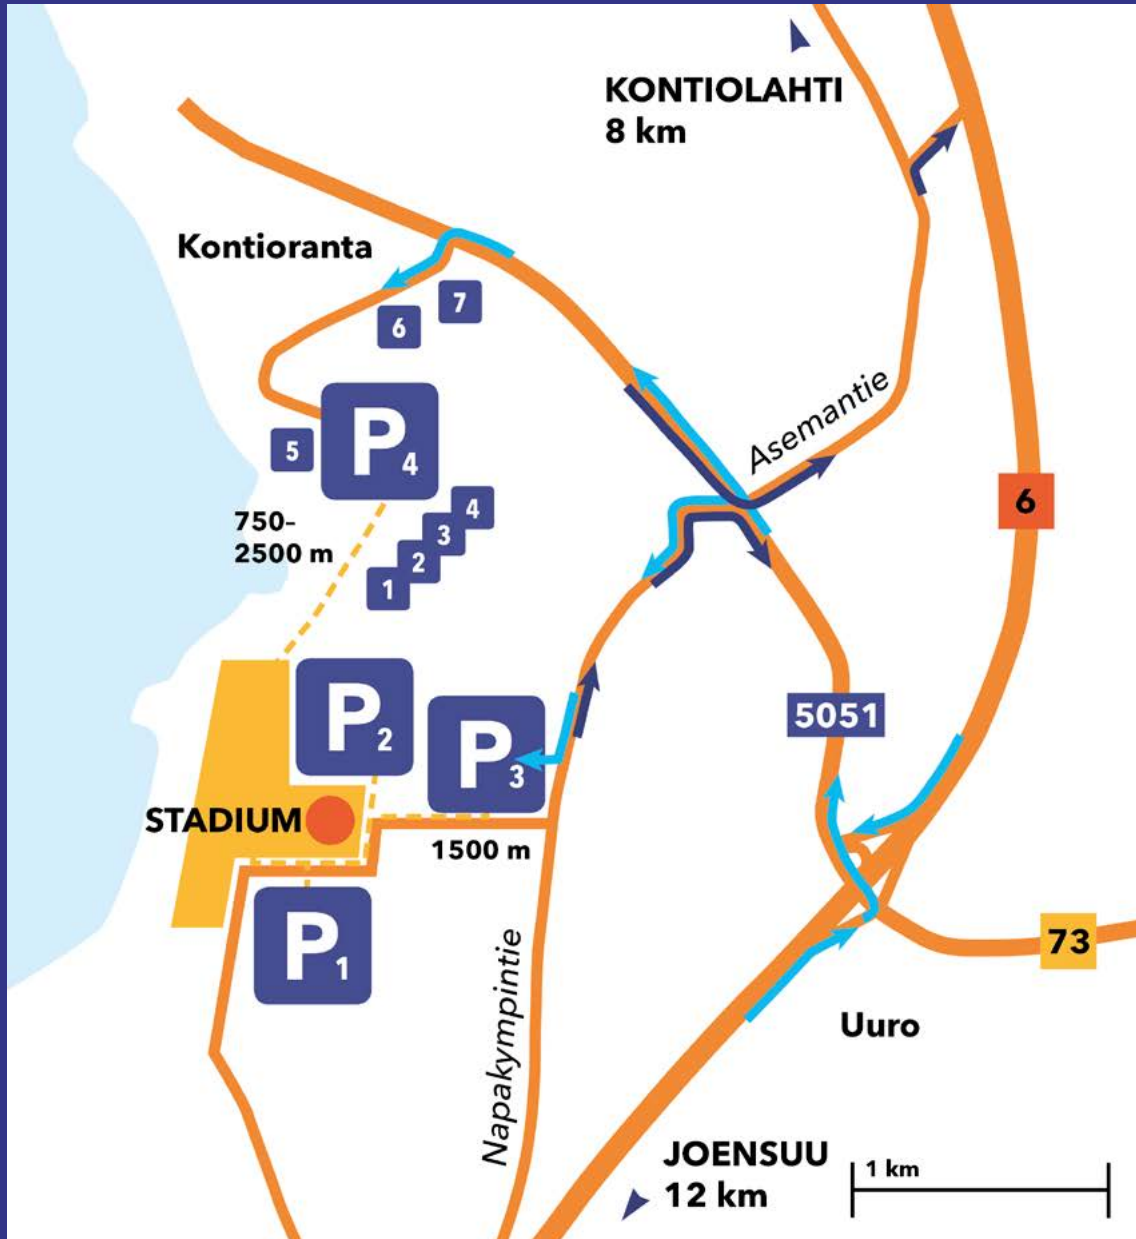 KONTIOLAHTI
8 km
Kontioranta
7
6
Asemantie
P4
5
6
4
750–
2500 m
3
2
1
P2
P3
5051
STADIUM
1500 m
P1
73
Napakympintie
Uuro
JOENSUU
12 km
1 km